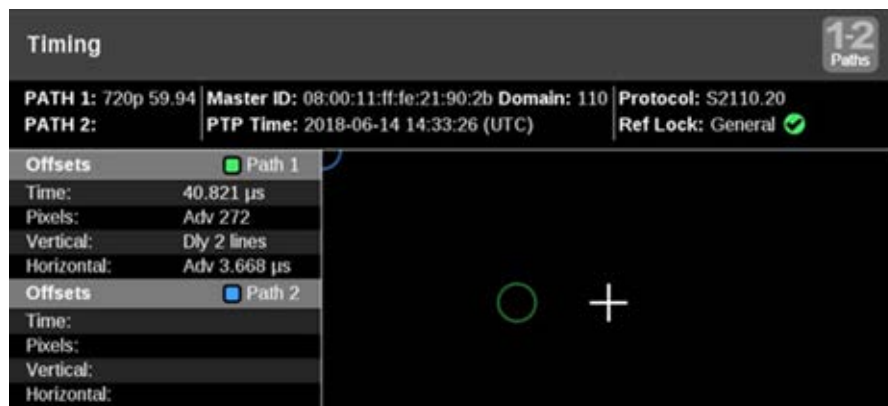 Timing
1-2
Paths
PATH 1: 720p 59.94 Master ID: 08:00:11:ff:fe:21:90:2b Domain: 110 Protocol: S2110.20
PATH 2: PTP Time: 2018-06-14 14:33:26 (UTC) Ref Lock: General
Offsets Path 1
Time: 40.821 µs
Pixels: Adv 272
Vertical: Dly 2 lines
Horizontal: Adv 3.668 µs
Offsets Path 2
Time:
Pixels:
Vertical:
Horizontal: